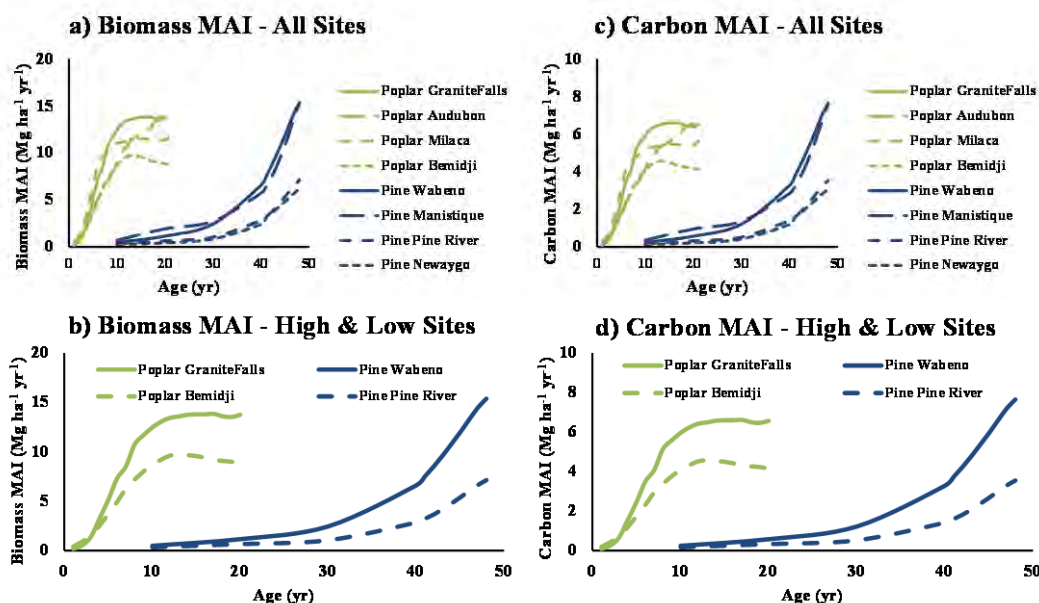 a) Biomass MAI - All Sites
Biomass MAI (Mg ha⁻¹ yr⁻¹)
20
15
10
5
0
0 10 20 30 40 50
Age (yr)
Poplar GraniteFalls
Poplar Audubon
Poplar Milaca
Poplar Bemidji
Pine Wabeno
Pine Manistique
Pine Pine River
Pine Newaygo
c) Carbon MAI - All Sites
Carbon MAI (Mg ha⁻¹ yr⁻¹)
10
8
6
4
2
0
0 10 20 30 40 50
Age (yr)
Poplar GraniteFalls
Poplar Audubon
Poplar Milaca
Poplar Bemidji
Pine Wabeno
Pine Manistique
Pine Pine River
Pine Newaygo
b) Biomass MAI - High & Low Sites
Biomass MAI (Mg ha⁻¹ yr⁻¹)
20
15
10
5
0
0 10 20 30 40 50
Age (yr)
Poplar GraniteFalls Pine Wabeno
Poplar Bemidji Pine Pine River
d) Carbon MAI - High & Low Sites
Carbon MAI (Mg ha⁻¹ yr⁻¹)
10
8
6
4
2
0
0 10 20 30 40 50
Age (yr)
Poplar GraniteFalls Pine Wabeno
Poplar Bemidji Pine Pine River